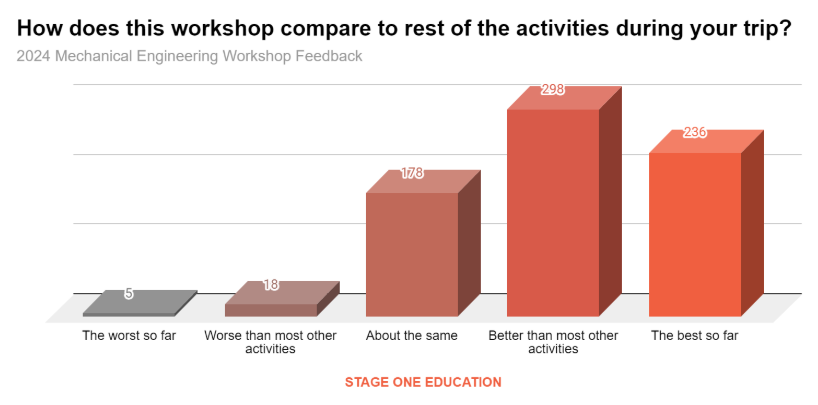 How does this workshop compare to rest of the activities during your trip?
2024 Mechanical Engineering Workshop Feedback
5
18
178
298
236
The worst so far
Worse than most other
activities
About the same
Better than most other
activities
The best so far
STAGE ONE EDUCATION